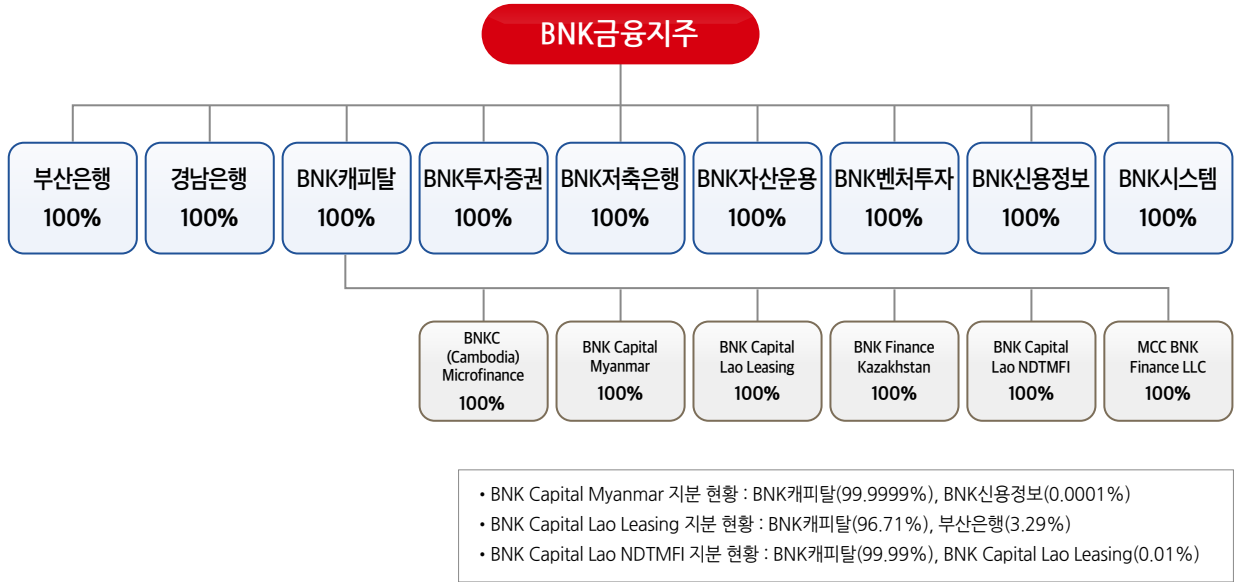 BNK금융지주
부산은행
100%
경남은행
100%
BNK캐피탈
100%
BNK투자증권
100%
BNK저축은행
100%
BNK자산운용
100%
BNK벤처투자
100%
BNK신용정보
100%
BNK시스템
100%
BNKC
(Cambodia)
Microfinance
100%
BNK Capital
Myanmar
100%
BNK Capital
Lao Leasing
100%
BNK Finance
Kazakhstan
100%
BNK Capital
Lao NDTMFI
100%
MCC BNK
Finance LLC
100%
• BNK Capital Myanmar 지분 현황 : BNK캐피탈(99.9999%), BNK신용정보(0.0001%)
• BNK Capital Lao Leasing 지분 현황 : BNK캐피탈(96.71%), 부산은행(3.29%)
• BNK Capital Lao NDTMFI 지분 현황 : BNK캐피탈(99.99%), BNK Capital Lao Leasing(0.01%)